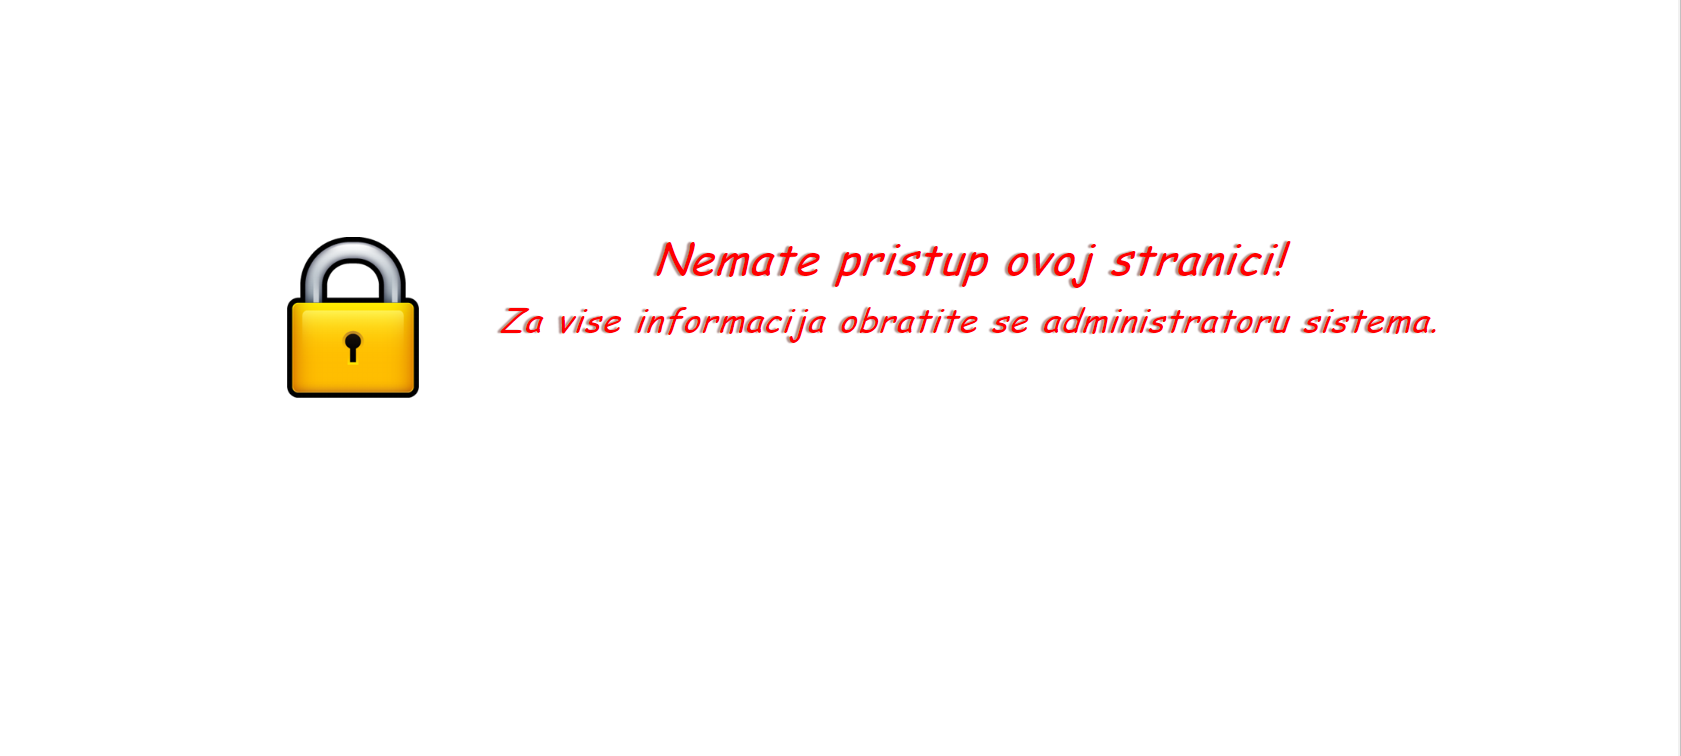 Nemate pristup ovoj stranici!
Za vise informacija obratite se administratoru sistema.